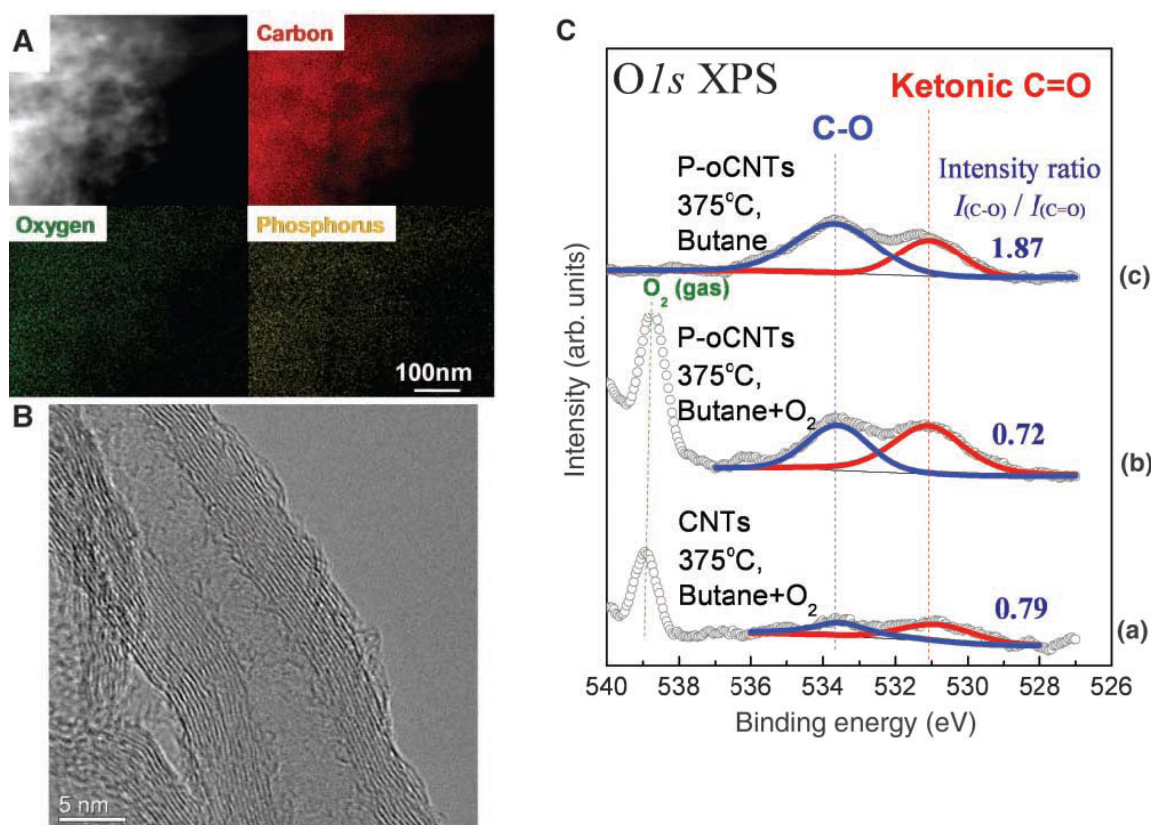 A
Carbon
Oxygen
Phosphorus
100nm
B
5 nm
C
O1s XPS
Ketonic C=O
C-O
P-oCNTs
375°C,
Butane
Intensity ratio
I(C-O) / I(C=O)
1.87
(c)
O2 (gas)
P-oCNTs
375°C,
Butane+O2
0.72
(b)
CNTs
375°C,
Butane+O2
0.79
(a)
Intensity (arb. units)
540 538 536 534 532 530 528 526
Binding energy (eV)